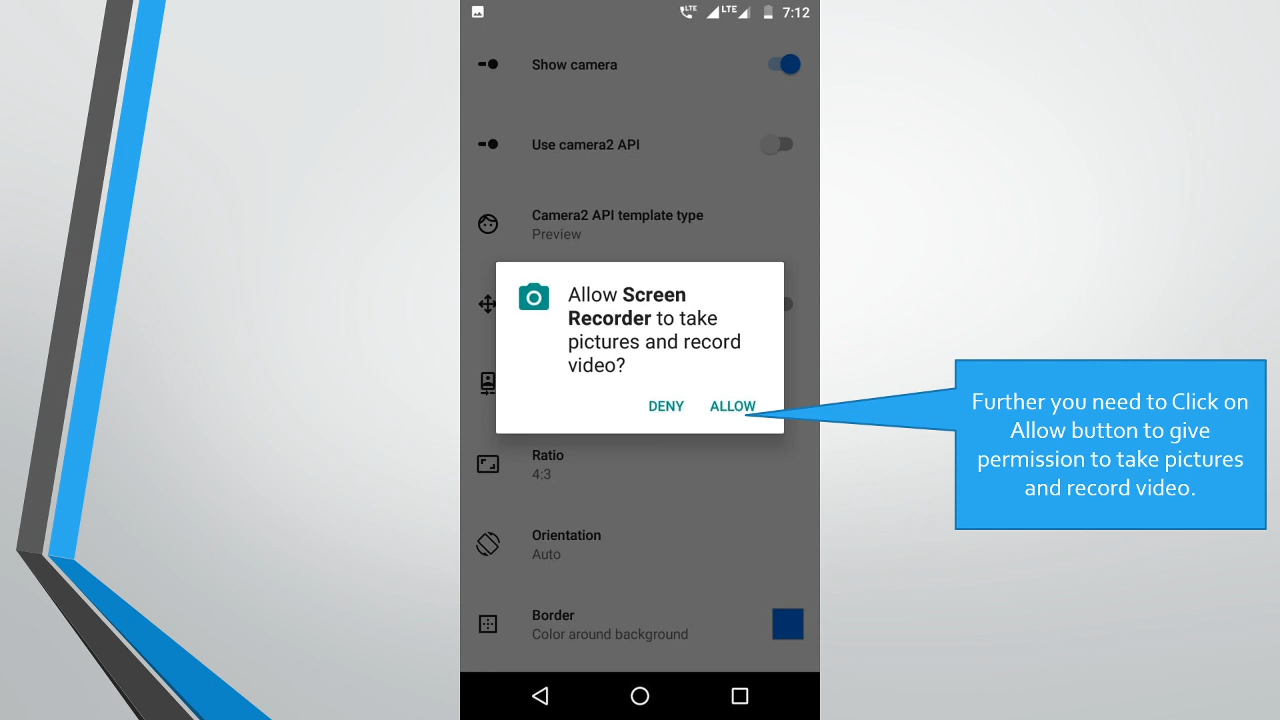 LTE LTE 7:12
Show camera
Use camera2 API
Camera2 API template type
Preview
Allow Screen
Recorder to take
pictures and record
video?
DENY ALLOW
Ratio
4:3
Orientation
Auto
Border
Color around background
Further you need to Click on
Allow button to give
permission to take pictures
and record video.